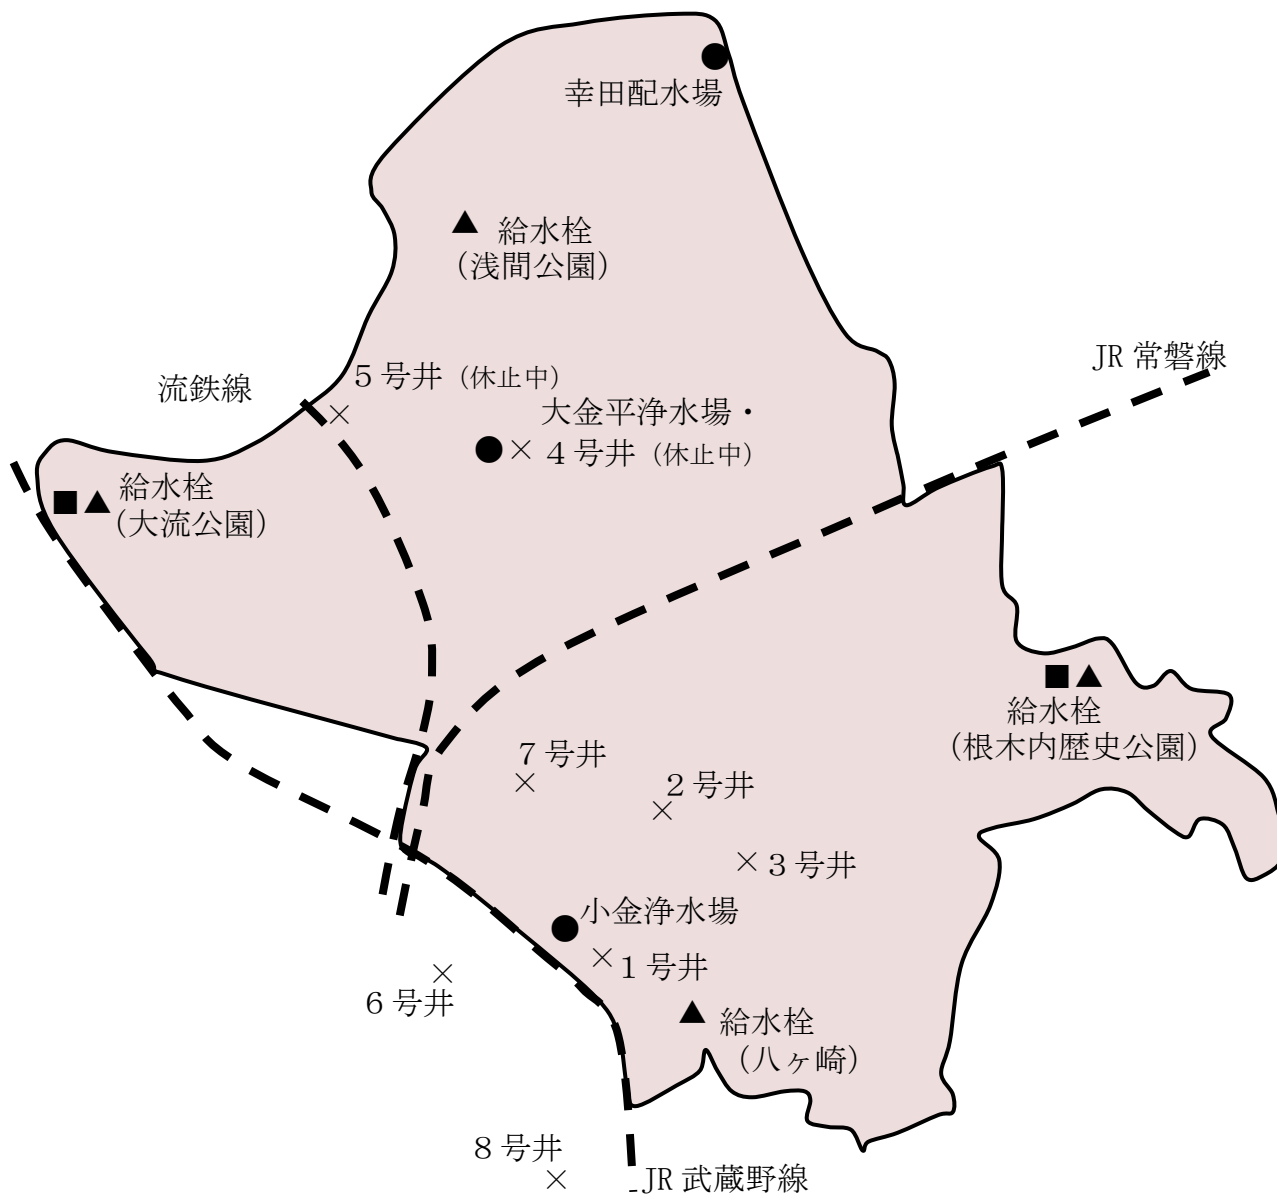 幸田配水場
給水栓
（浅間公園）
JR 常磐線
流鉄線
５号井（休止中）
×
大金平浄水場・
× ４号井（休止中）
給水栓
（大流公園）
給水栓
（根木内歴史公園）
７号井
×
２号井
×
× ３号井
小金浄水場
× １号井
×
６号井
給水栓
（八ヶ崎）
８号井
×
JR 武蔵野線